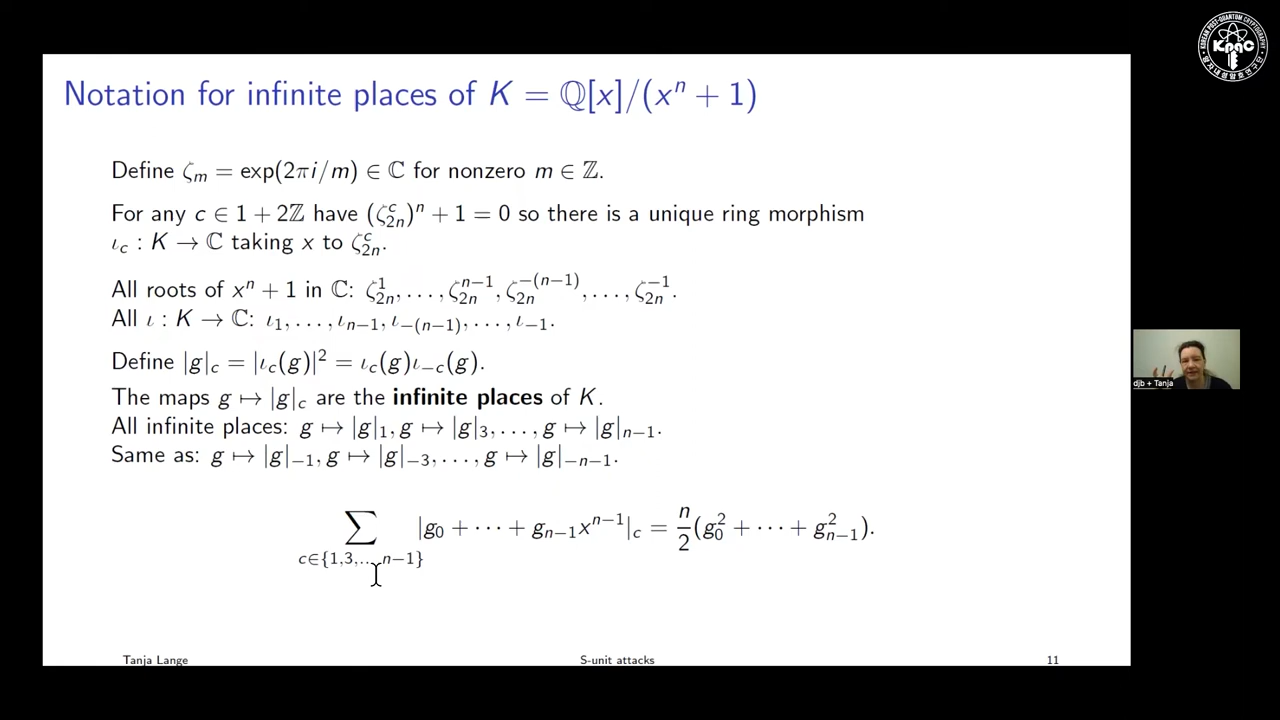 Notation for infinite places of K = ℚ[x]/(xⁿ + 1)
Define ζ_m = exp(2πi/m) ∈ ℂ for nonzero m ∈ ℤ.
For any c ∈ 1 + 2ℤ have (ζ_{2n}^c)^n + 1 = 0 so there is a unique ring morphism
ι_c : K → ℂ taking x to ζ_{2n}^c.
All roots of xⁿ + 1 in ℂ: ζ_{2n}^1, . . . , ζ_{2n}^{n−1}, ζ_{2n}^{−(n−1)}, . . . , ζ_{2n}^{−1}.
All ι : K → ℂ: ι_1, . . . , ι_{n−1}, ι_{−(n−1)}, . . . , ι_{−1}.
Define |g|_c = |ι_c(g)|² = ι_c(g)ι_{−c}(g).
The maps g ↦ |g|_c are the infinite places of K.
All infinite places: g ↦ |g|_1, g ↦ |g|_3, . . . , g ↦ |g|_{n−1}.
Same as: g ↦ |g|_{−1}, g ↦ |g|_{−3}, . . . , g ↦ |g|_{−n−1}.
∑_{c∈{1,3,...,n−1}} |g_0 + ··· + g_{n−1}x^{n−1}|_c = n/2 (g_0² + ··· + g_{n−1}²).
Tanja Lange S-unit attacks 11
djb + Tanja
KpqC